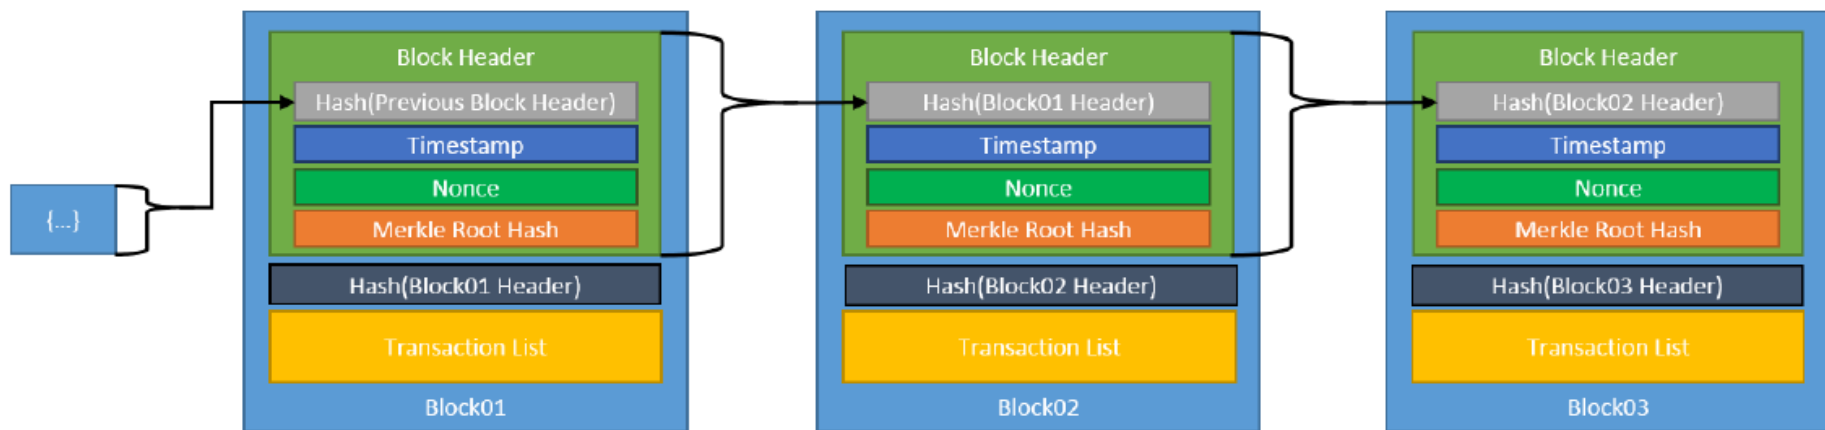 {...}
Block Header
Hash(Previous Block Header)
Timestamp
Nonce
Merkle Root Hash
Hash(Block01 Header)
Transaction List
Block01
Block Header
Hash(Block01 Header)
Timestamp
Nonce
Merkle Root Hash
Hash(Block02 Header)
Transaction List
Block02
Block Header
Hash(Block02 Header)
Timestamp
Nonce
Merkle Root Hash
Hash(Block03 Header)
Transaction List
Block03